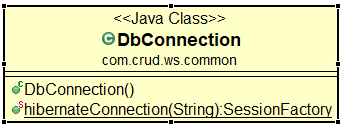 <<Java Class>>
DbConnection
com.crud.ws.common
DbConnection()
hibernateConnection(String):SessionFactory